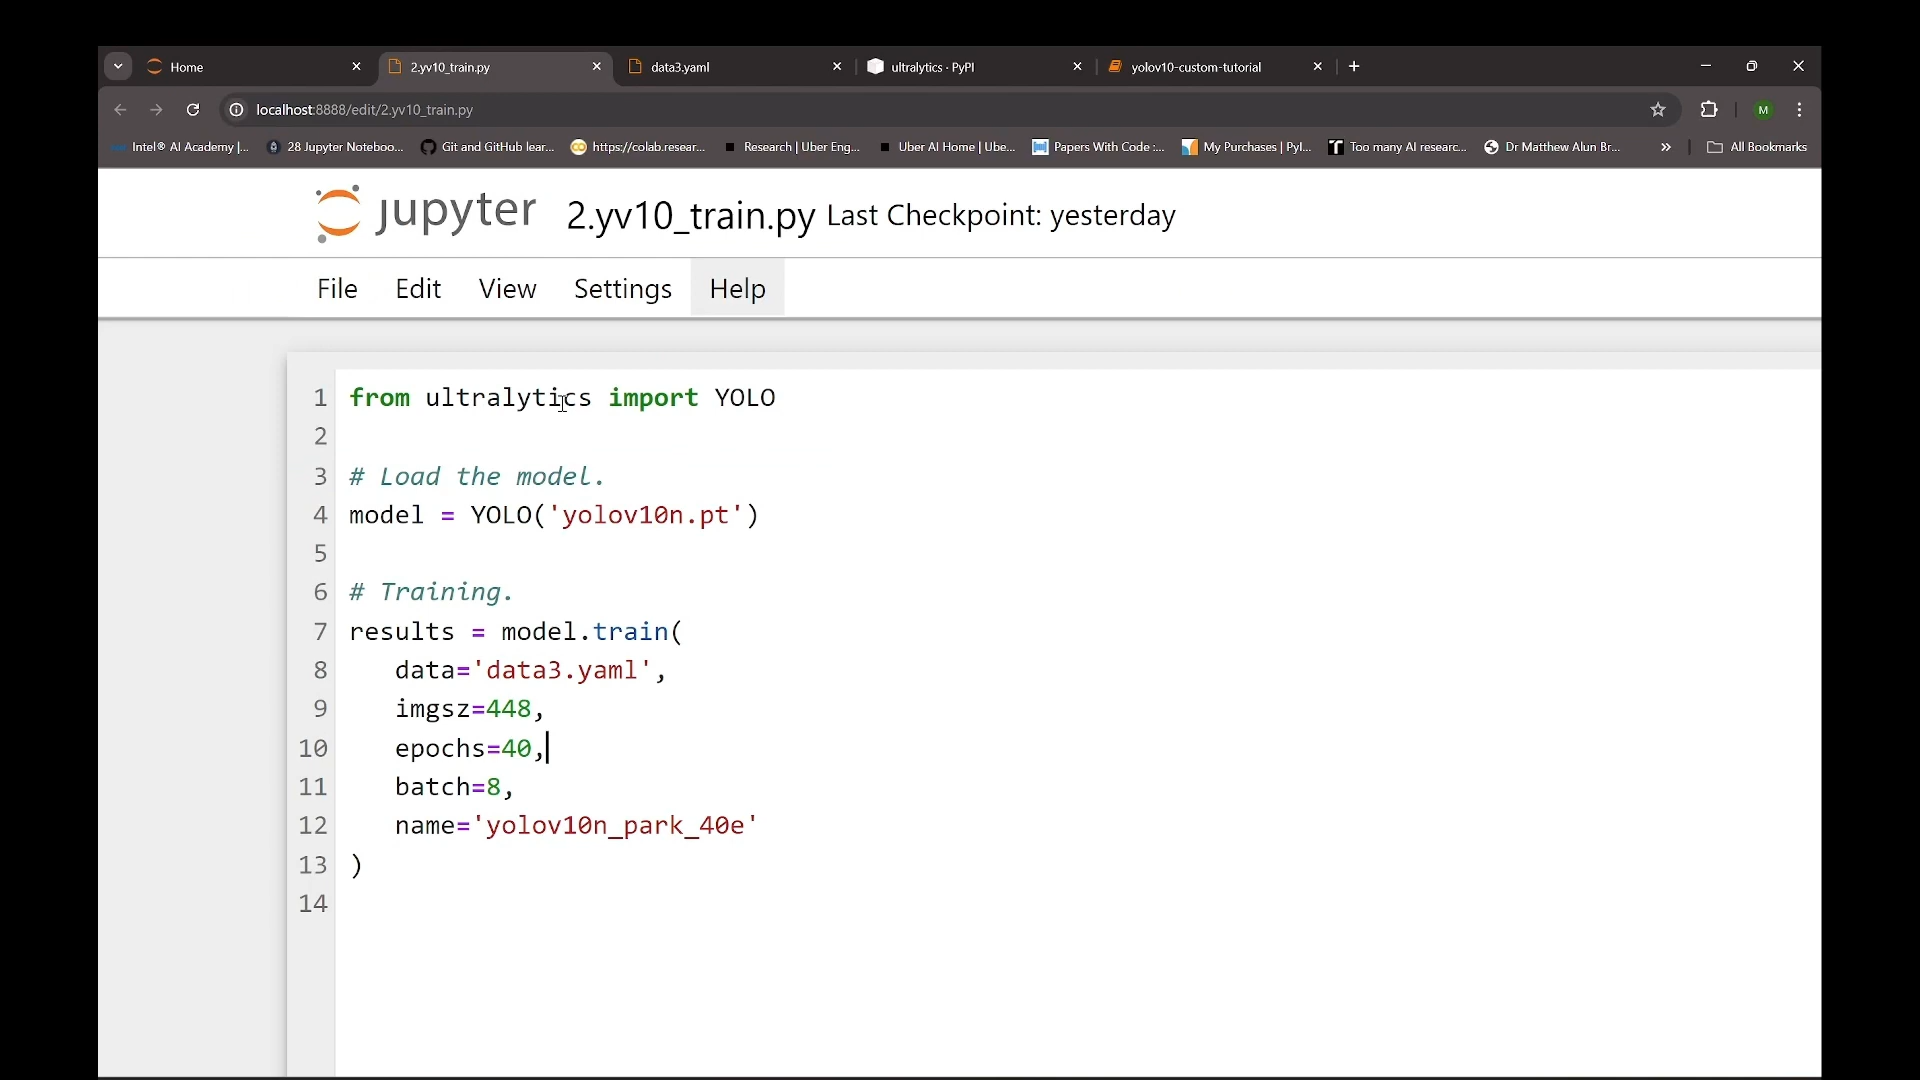 Home
2.yv10_train.py
data3.yaml
ultralytics · PyPI
yolov10-custom-tutorial
localhost:8888/edit/2.yv10_train.py
M
Intel® AI Academy |...
28 Jupyter Noteboo...
Git and GitHub lear...
https://colab.resear...
Research | Uber Eng...
Uber AI Home | Ube...
Papers With Code :...
My Purchases | PyI...
Too many AI researc...
Dr Matthew Alun Br...
»
All Bookmarks
jupyter
2.yv10_train.py
Last Checkpoint: yesterday
File
Edit
View
Settings
Help
1 from ultralytics import YOLO
2
3 # Load the model.
4 model = YOLO('yolov10n.pt')
5
6 # Training.
7 results = model.train(
8 data='data3.yaml',
9 imgsz=448,
10 epochs=40,
11 batch=8,
12 name='yolov10n_park_40e'
13 )
14